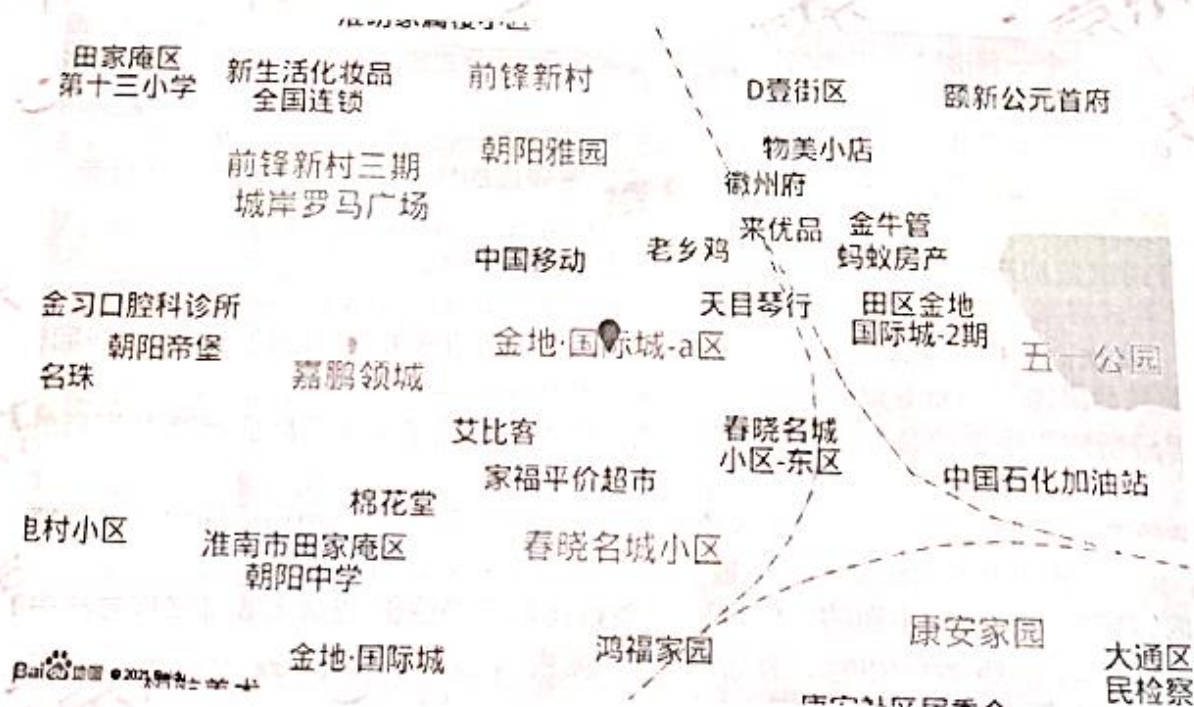 田家庵区
第十三小学
新生活化妆品
全国连锁
前锋新村
D壹街区
颐新公元首府
前锋新村三期
城岸罗马广场
朝阳雅园
物美小店
徽州府
来优品
金牛管
蚂蚁房产
老乡鸡
中国移动
金习口腔科诊所
朝阳帝堡
名珠
嘉鹏领城
金地·国际城-a区
天目琴行
田区金地
国际城-2期
五一公园
艾比客
家福平价超市
春晓名城
小区-东区
中国石化加油站
棉花堂
电村小区
淮南市田家庵区
朝阳中学
春晓名城小区
金地·国际城
鸿福家园
康安家园
大通区
民检察
Bai 地图